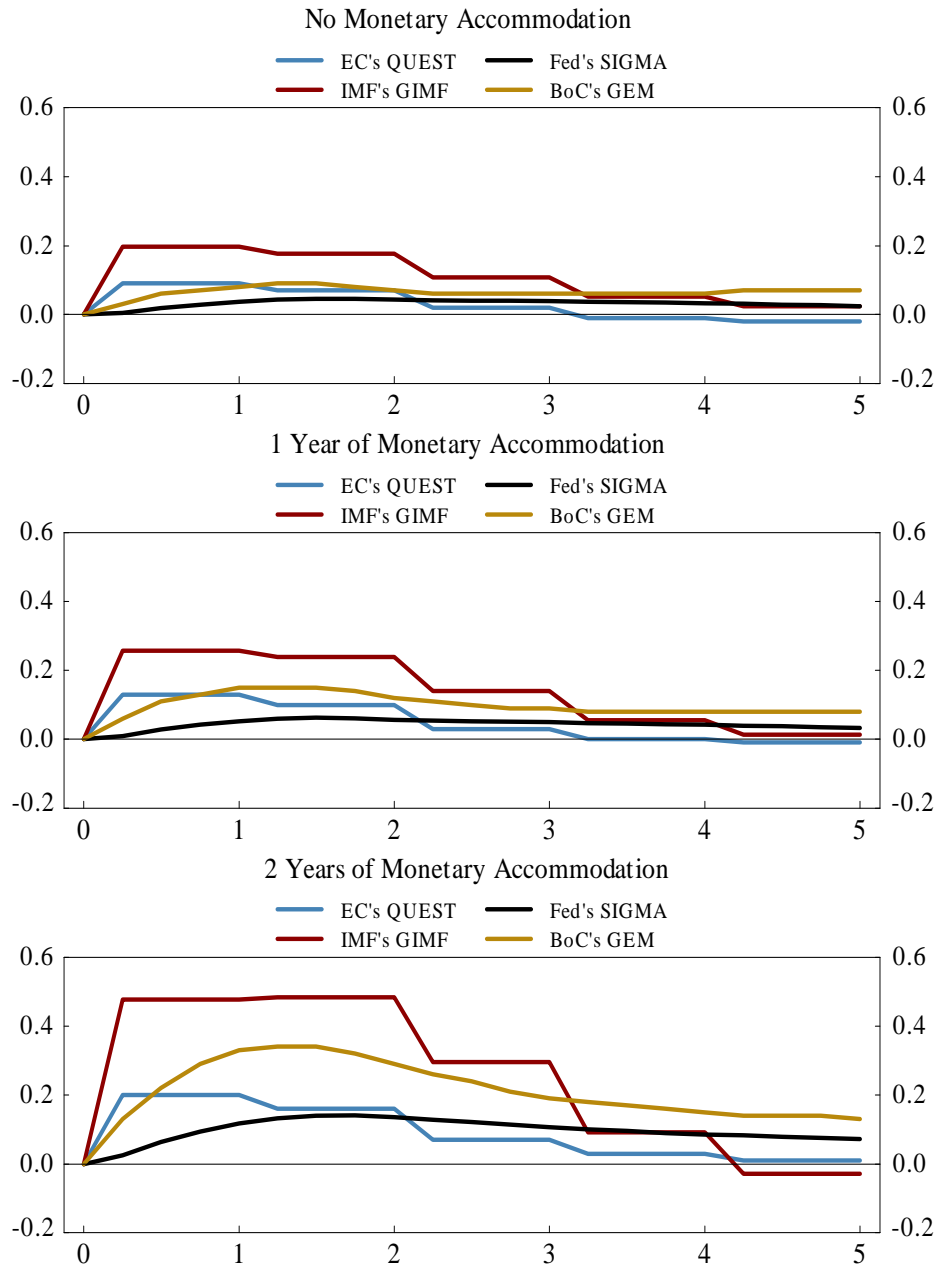 No Monetary Accommodation
EC's QUEST Fed's SIGMA
IMF's GIMF BoC's GEM
0.6 0.6
0.4 0.4
0.2 0.2
0.0 0.0
-0.2 -0.2
0 1 2 3 4 5
1 Year of Monetary Accommodation
EC's QUEST Fed's SIGMA
IMF's GIMF BoC's GEM
0.6 0.6
0.4 0.4
0.2 0.2
0.0 0.0
-0.2 -0.2
0 1 2 3 4 5
2 Years of Monetary Accommodation
EC's QUEST Fed's SIGMA
IMF's GIMF BoC's GEM
0.6 0.6
0.4 0.4
0.2 0.2
0.0 0.0
-0.2 -0.2
0 1 2 3 4 5